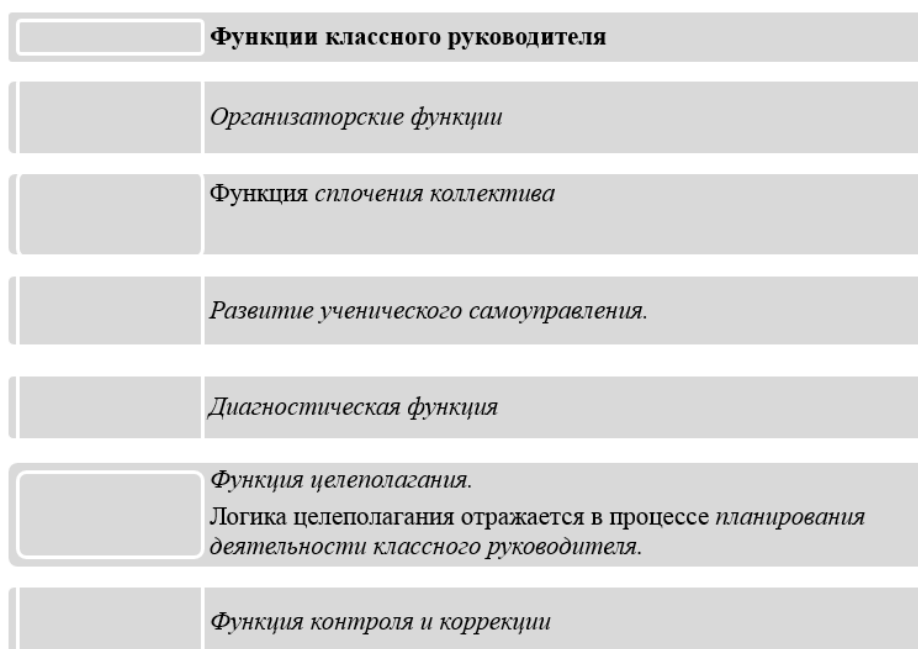 Функции классного руководителя
Организаторские функции
Функция сплочения коллектива
Развитие ученического самоуправления.
Диагностическая функция
Функция целеполагания.
Логика целеполагания отражается в процессе планирования
деятельности классного руководителя.
Функция контроля и коррекции